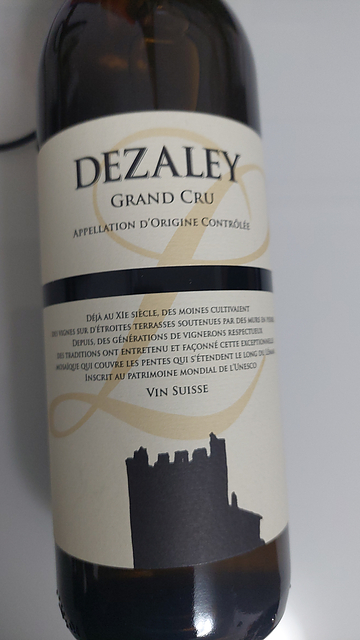 DEZALEY
GRAND CRU
APPELLATION D'ORIGINE CONTRÔLÉE
DÉJÀ AU XIE SIÈCLE, DES MOINES CULTIVAIENT
DES VIGNES SUR D'ÉTROITES TERRASSES SOUTENUES PAR DES MURS EN
DEPUIS, DES GÉNÉRATIONS DE VIGNERONS RESPECTUEUX
DES TRADITIONS ONT ENTRETENU ET FAÇONNÉ CETTE EXCEPTIONNELLE
MOSAÏQUE QUI COUVRE LES PENTES QUI S'ÉTENDENT LE LONG DU
INSCRIT AU PATRIMOINE MONDIAL DE L'UNESCO
VIN SUISSE